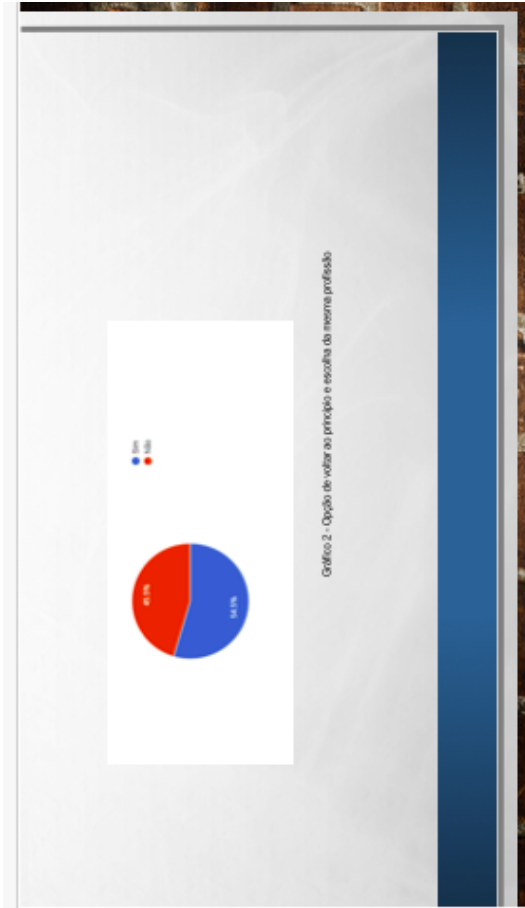 Sim
Não
45.5%
54.5%
Gráfico 2 - Opção de voltar ao princípio e escolha da mesma profissão